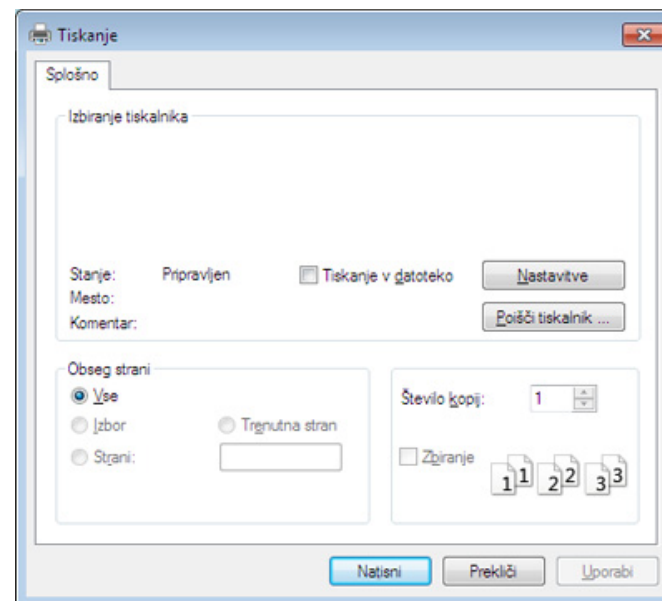 Tiskanje
Splošno
Izbiranje tiskalnika
Stanje: Pripravljen
Tiskanje v datoteko
Nastavitve
Mesto:
Komentar:
Poišči tiskalnik ...
Obseg strani
Vse
Izbor
Trenutna stran
Strani:
Število kopij: 1
Zbiranje
1 1 2 2 3 3
Natisni
Prekliči
Uporabi